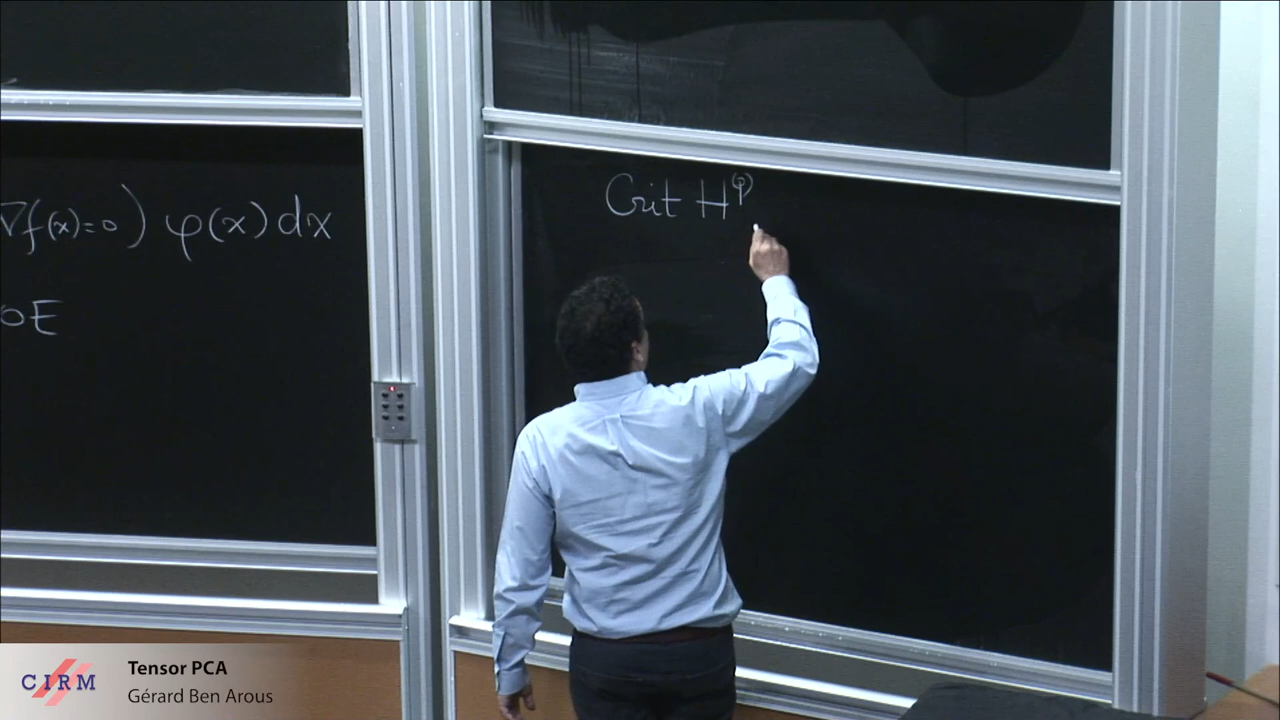 ∇f(x)=0) φ(x) dx
OE
Crit H^(p)
CIRM
Tensor PCA
Gérard Ben Arous